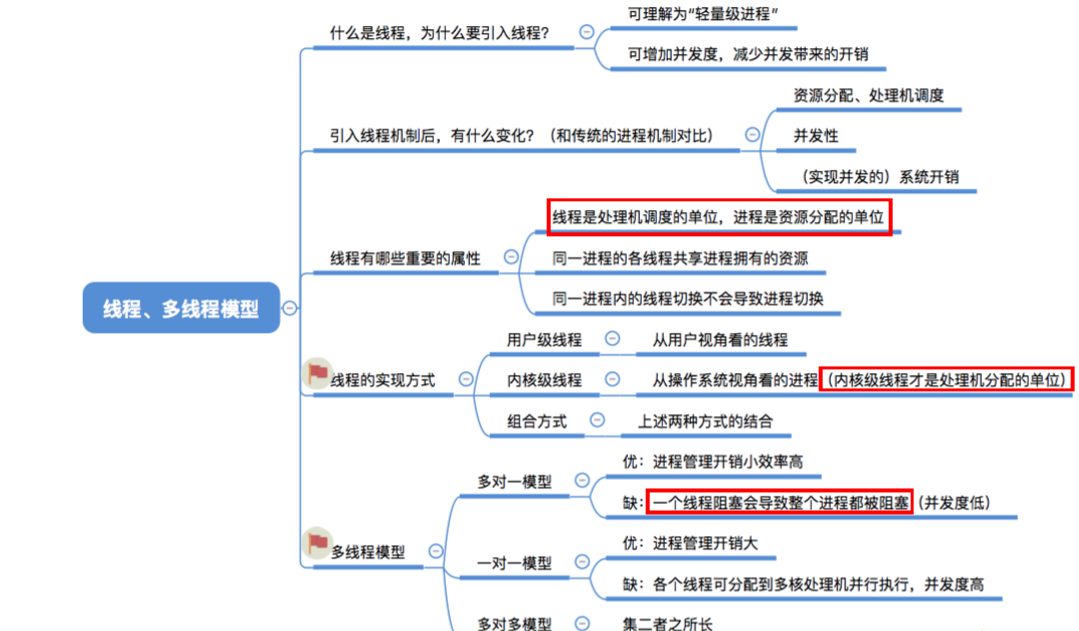 线程、多线程模型
什么是线程，为什么要引入线程？
可理解为“轻量级进程”
可增加并发度，减少并发带来的开销
引入线程机制后，有什么变化？（和传统的进程机制对比）
资源分配、处理机调度
并发性
（实现并发的）系统开销
线程有哪些重要的属性
线程是处理机调度的单位，进程是资源分配的单位
同一进程的各线程共享进程拥有的资源
同一进程内的线程切换不会导致进程切换
线程的实现方式
用户级线程
从用户视角看的线程
内核级线程
从操作系统视角看的进程（内核级线程才是处理机分配的单位）
组合方式
上述两种方式的结合
多线程模型
多对一模型
优：进程管理开销小效率高
缺：一个线程阻塞会导致整个进程都被阻塞（并发度低）
一对一模型
优：进程管理开销大
缺：各个线程可分配到多核处理机并行执行，并发度高
多对多模型
集二者之所长